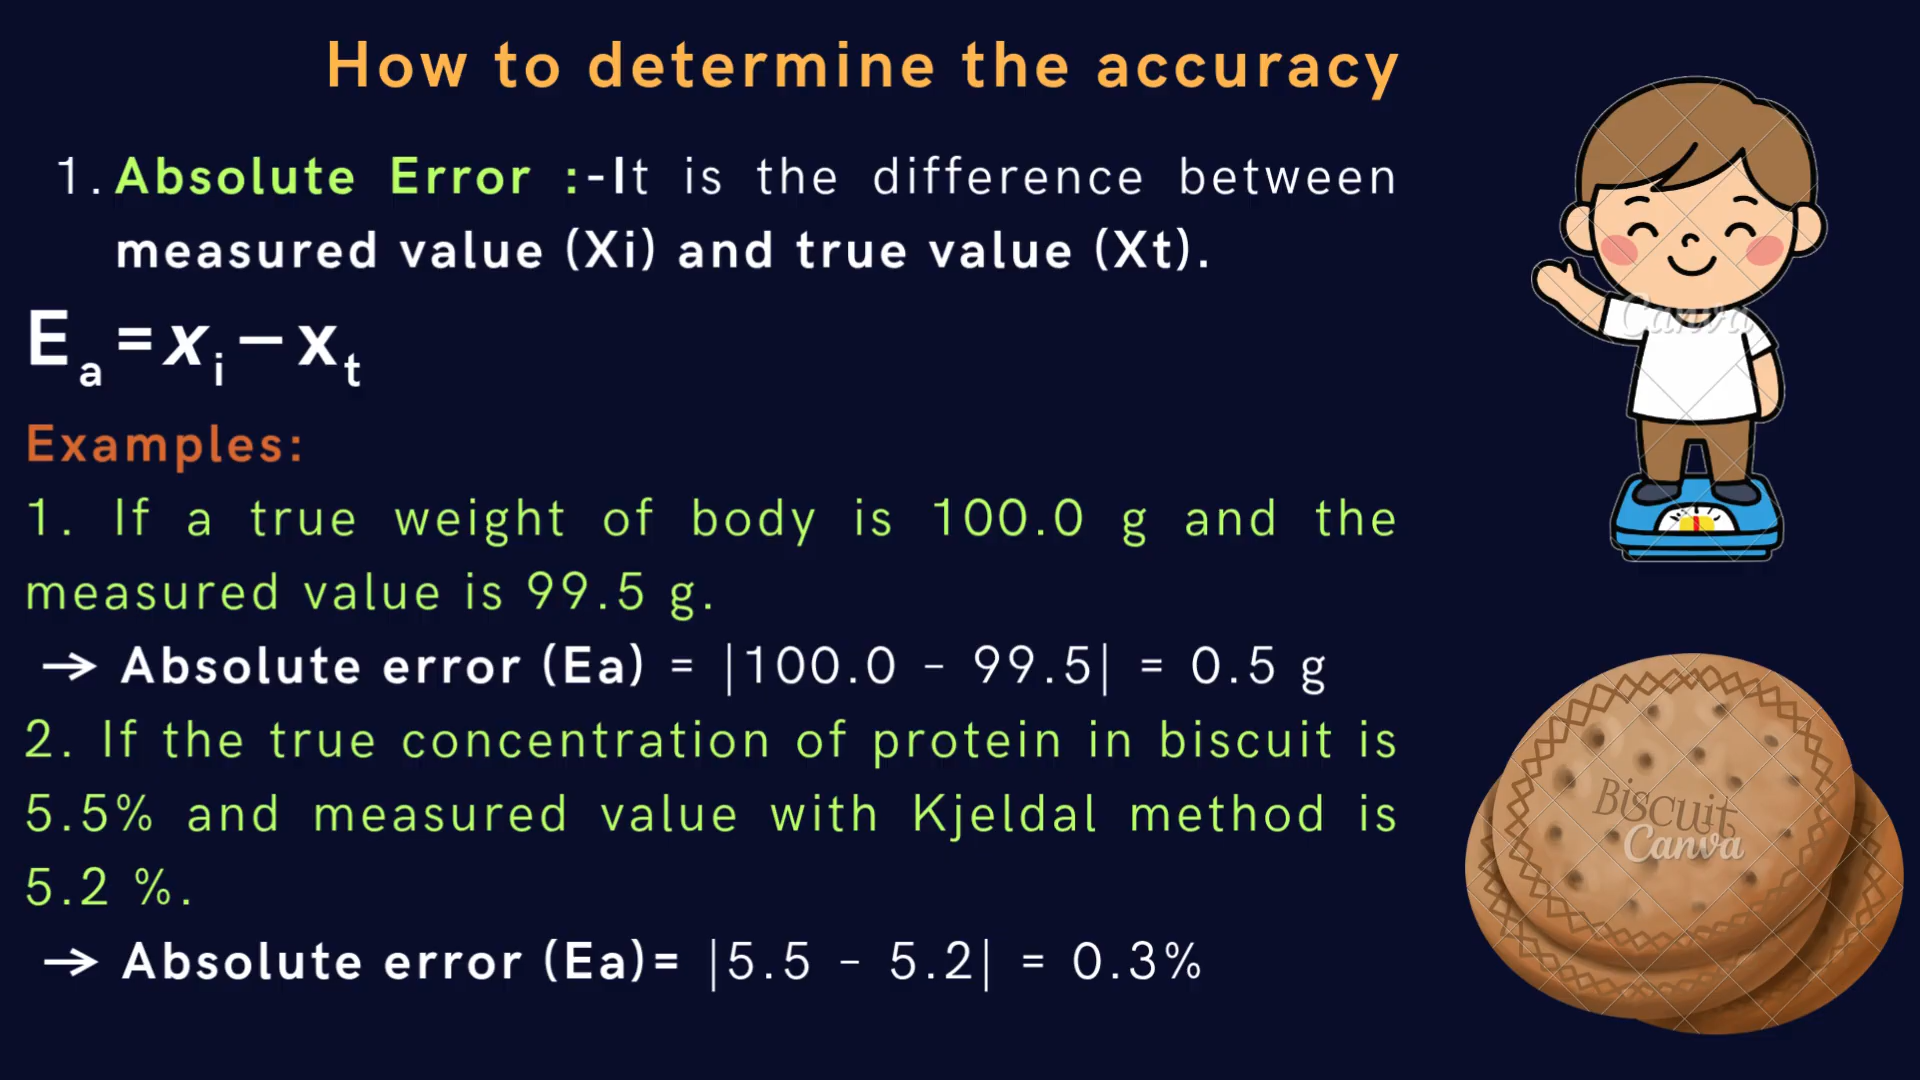 How to determine the accuracy
1. Absolute Error :-It is the difference between
measured value (Xi) and true value (Xt).
Ea = xi − xt
Examples:
1. If a true weight of body is 100.0 g and the
measured value is 99.5 g.
→ Absolute error (Ea) = |100.0 – 99.5| = 0.5 g
2. If the true concentration of protein in biscuit is
5.5% and measured value with Kjeldal method is
5.2 %.
→ Absolute error (Ea)= |5.5 – 5.2| = 0.3%
Canva
Biscuit
Canva